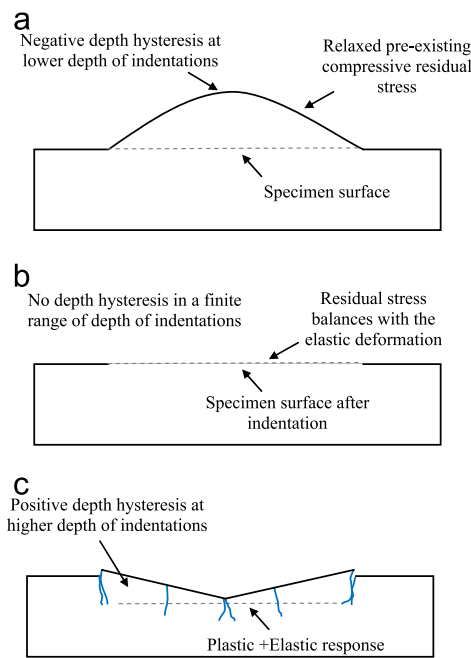 a
Negative depth hysteresis at
lower depth of indentations
Relaxed pre-existing
compressive residual
stress
Specimen surface
b
No depth hysteresis in a finite
range of depth of indentations
Residual stress
balances with the
elastic deformation
Specimen surface after
indentation
c
Positive depth hysteresis at
higher depth of indentations
Plastic +Elastic response